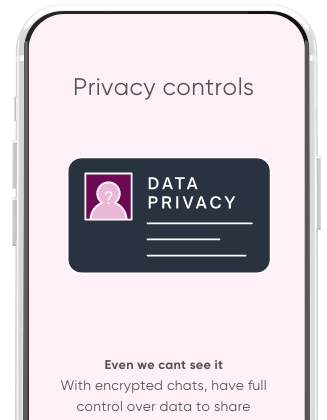 Privacy controls
DATA
PRIVACY
?
Even we cant see it
With encrypted chats, have full
control over data to share